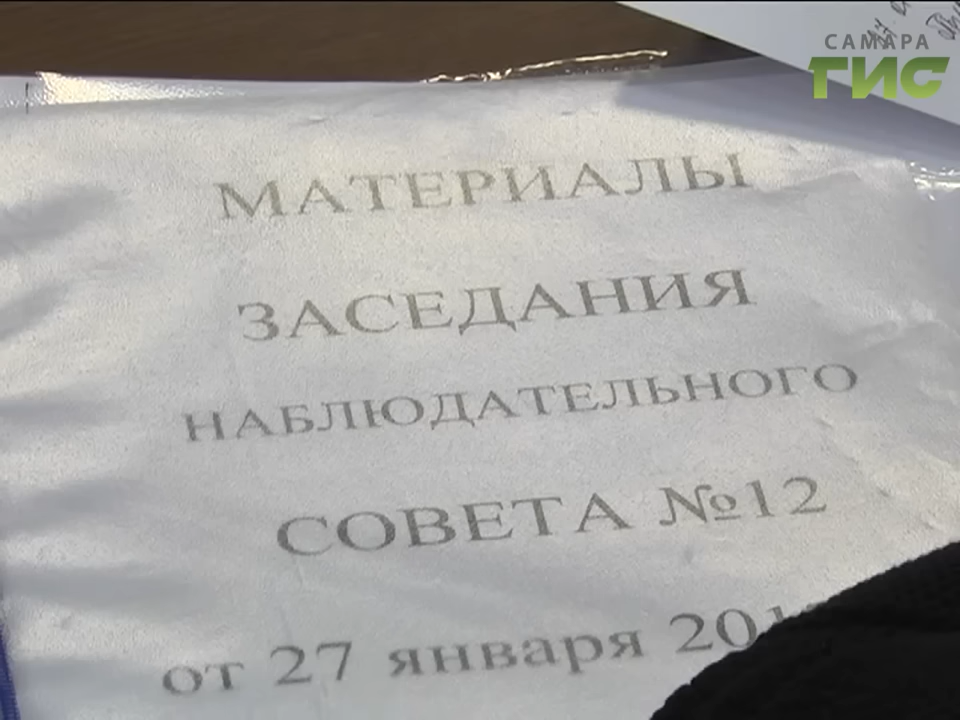 САМАРА
ГИС
МАТЕРИАЛЫ
ЗАСЕДАНИЯ
НАБЛЮДАТЕЛЬНОГО
СОВЕТА №12
от 27 января